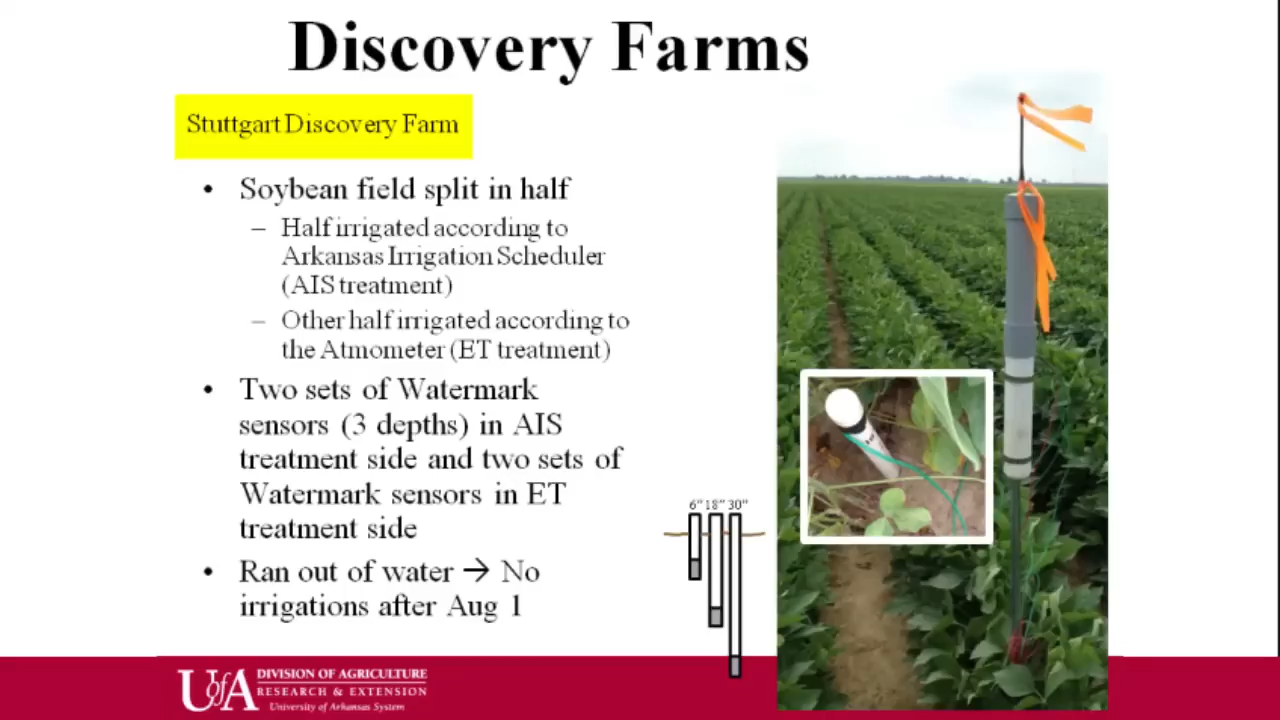 Discovery Farms
Stuttgart Discovery Farm
• Soybean field split in half
– Half irrigated according to
Arkansas Irrigation Scheduler
(AIS treatment)
– Other half irrigated according to
the Atmometer (ET treatment)
• Two sets of Watermark
sensors (3 depths) in AIS
treatment side and two sets of
Watermark sensors in ET
treatment side
• Ran out of water → No
irrigations after Aug 1
6” 18” 30”
UofA
DIVISION OF AGRICULTURE
RESEARCH & EXTENSION
University of Arkansas System